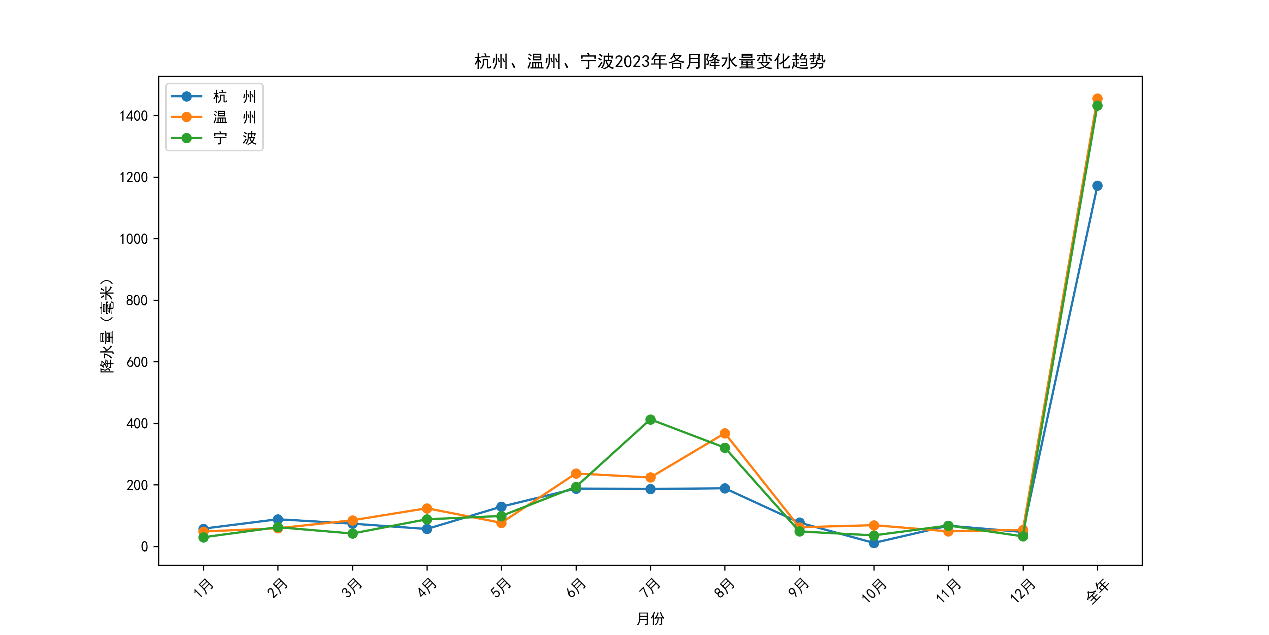 杭州、温州、宁波2023年各月降水量变化趋势
杭　州
温　州
宁　波
1400
1200
1000
800
600
400
200
0
降水量（毫米）
1月
2月
3月
4月
5月
6月
7月
8月
9月
10月
11月
12月
全年
月份